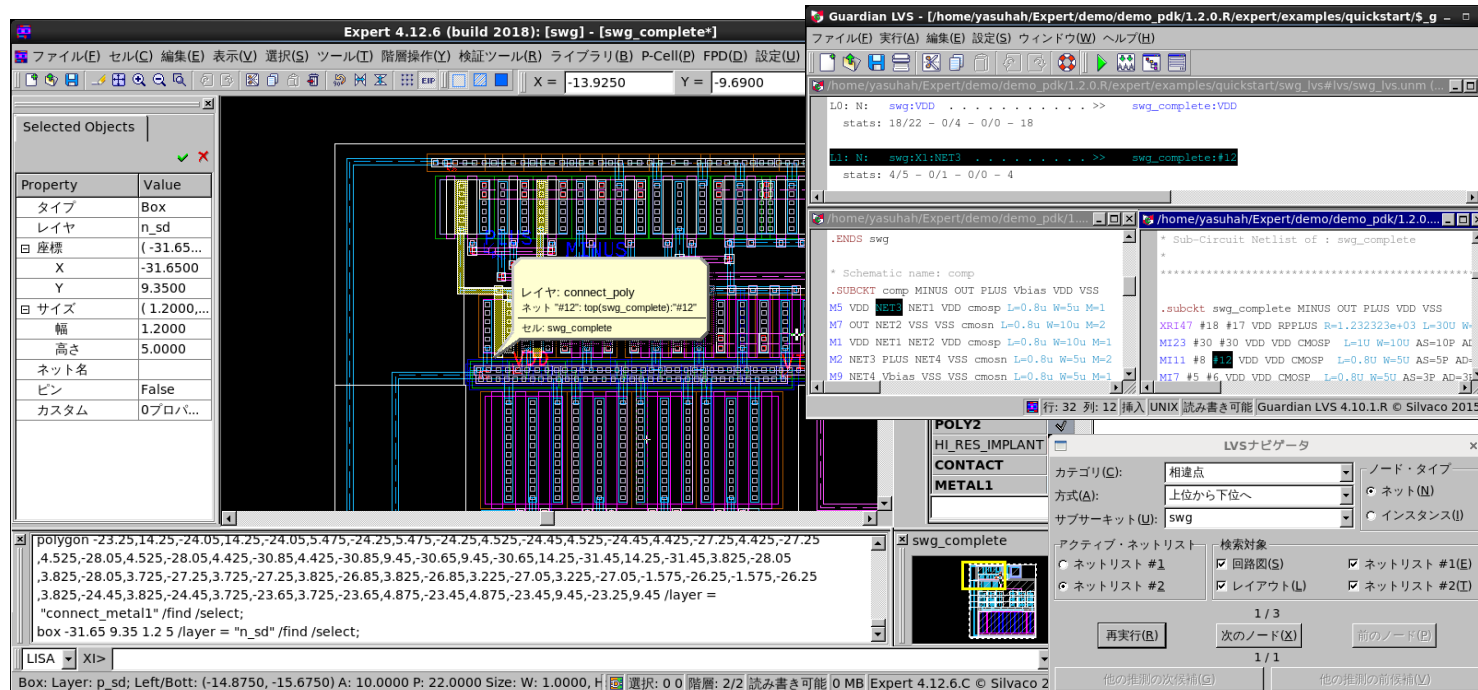 Expert 4.12.6 (build 2018): [swg] - [swg_complete*]
ファイル(F) セル(C) 編集(E) 表示(V) 選択(S) ツール(T) 階層操作(Y) 検証ツール(R) ライブラリ(B) P-Cell(P) FPD(D) 設定(U)
EIP X = -13.9250 Y = -9.6900
Selected Objects
Property Value
タイプ Box
レイヤ n_sd
座標 ( -31.65...
X -31.6500
Y 9.3500
サイズ ( 1.2000,...
幅 1.2000
高さ 5.0000
ネット名
ピン False
カスタム 0プロパ...
PLUS MINUS
レイヤ: connect_poly
ネット "#12": top(swg_complete):"#12"
セル: swg_complete
VDD
Guardian LVS - [/home/yasuhah/Expert/demo/demo_pdk/1.2.0.R/expert/examples/quickstart/$_g
ファイル(F) 実行(A) 編集(E) 設定(S) ウィンドウ(W) ヘルプ(H)
/home/yasuhah/Expert/demo/demo_pdk/1.2.0.R/expert/examples/quickstart/swg_lvs#lvs/swg_lvs.unm (...
L0: N: swg:VDD . . . . . . . . . . . >> swg_complete:VDD
stats: 18/22 - 0/4 - 0/0 - 18
L1: N: swg:X1:NET3 . . . . . . . . . >> swg_complete:#12
stats: 4/5 - 0/1 - 0/0 - 4
/home/yasuhah/Expert/demo/demo_pdk/1....
.ENDS swg
* Schematic name: comp
.SUBCKT comp MINUS OUT PLUS Vbias VDD VSS
M5 VDD NET3 NET1 VDD cmosp L=0.8u W=5u M=1
M7 OUT NET2 VSS VSS cmosn L=0.8u W=10u M=2
M1 VDD NET1 NET2 VDD cmosp L=0.8u W=10u M=1
M2 NET3 PLUS NET4 VSS cmosn L=0.8u W=5u M=2
M9 NET4 Vbias VSS VSS cmosn L=0.8u W=5u M=1
/home/yasuhah/Expert/demo/demo_pdk/1.2.0....
* Sub-Circuit Netlist of : swg_complete
*
.subckt swg_complete MINUS OUT PLUS VDD VSS
XRI47 #18 #17 VDD RPPLUS R=1.232323e+03 L=30U W=
MI23 #30 #30 VDD VDD CMOSP L=1U W=10U AS=10P AD
MI11 #8 #12 VDD VDD CMOSP L=0.8U W=5U AS=5P AD=
MI7 #5 #6 VDD VDD CMOSP L=0.8U W=5U AS=3P AD=3P
行: 32 列: 12 挿入 UNIX 読み書き可能 Guardian LVS 4.10.1.R © Silvaco 2015
POLY2
HI_RES_IMPLANT
CONTACT
METAL1
LVSナビゲータ
カテゴリ(C): 相違点
方式(A): 上位から下位へ
サブサーキット(U): swg
ノード・タイプ
ネット(N)
インスタンス(I)
アクティブ・ネットリスト
ネットリスト #1
ネットリスト #2
検索対象
回路図(S) ネットリスト #1(E)
レイアウト(L) ネットリスト #2(T)
1 / 3
再実行(R) 次のノード(X) 前のノード(P)
1 / 1
他の推測の次候補(G) 他の推測の前候補(V)
polygon -23.25,14.25,-24.05,14.25,-24.05,5.475,-24.25,5.475,-24.25,4.525,-24.45,4.525,-24.45,4.425,-27.25,4.425,-27.25
,4.525,-28.05,4.525,-28.05,4.425,-30.85,4.425,-30.85,9.45,-30.65,9.45,-30.65,14.25,-31.45,14.25,-31.45,3.825,-28.05
,3.825,-28.05,3.725,-27.25,3.725,-27.25,3.825,-26.85,3.825,-26.85,3.225,-27.05,3.225,-27.05,-1.575,-26.25,-1.575,-26.25
,3.825,-24.45,3.825,-24.45,3.725,-23.65,3.725,-23.65,4.875,-23.45,4.875,-23.45,9.45,-23.25,9.45 /layer =
"connect_metal1" /find /select;
box -31.65 9.35 1.2 5 /layer = "n_sd" /find /select;
swg_complete
LISA XI>
Box: Layer: p_sd; Left/Bott: (-14.8750, -15.6750) A: 10.0000 P: 22.0000 Size: W: 1.0000, H 選択: 0 0 階層: 2/2 読み書き可能 0 MB Expert 4.12.6.C © Silvaco 2